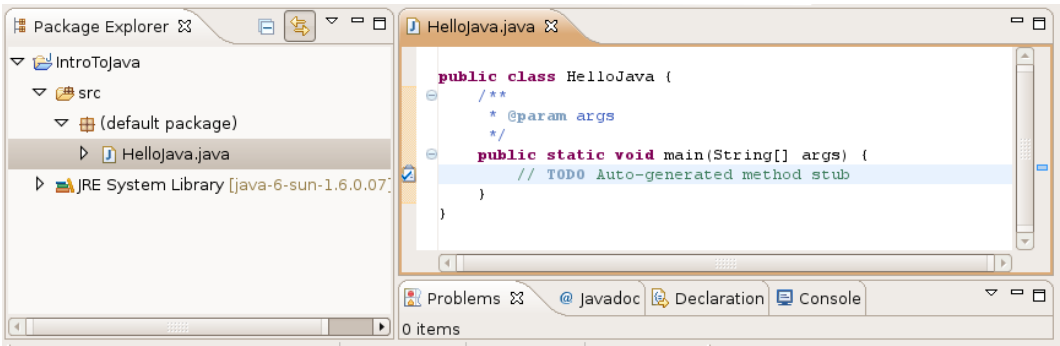 Package Explorer
IntroToJava
src
(default package)
HelloJava.java
JRE System Library [java-6-sun-1.6.0.07]
HelloJava.java
public class HelloJava {
/**
* @param args
*/
public static void main(String[] args) {
// TODO Auto-generated method stub
}
}
Problems
@ Javadoc
Declaration
Console
0 items